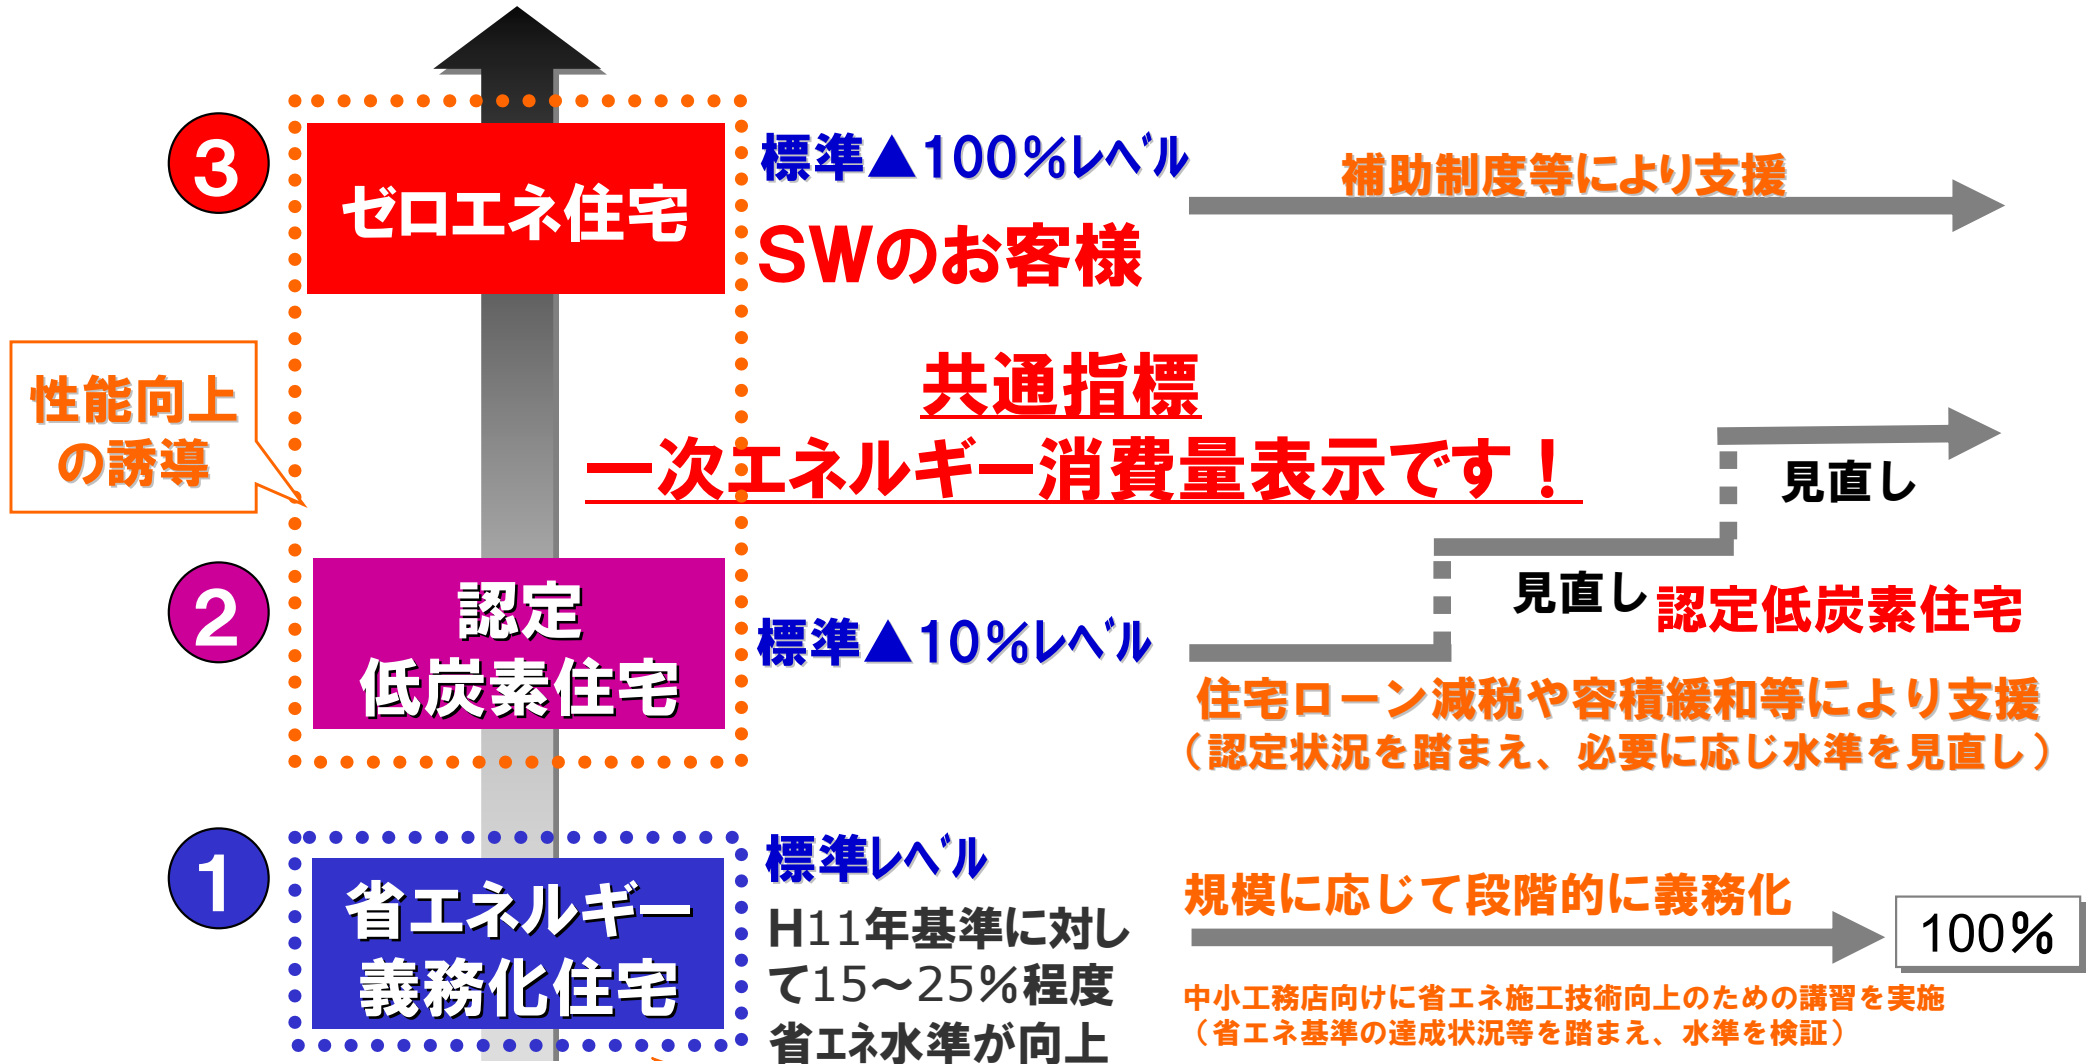 3
ゼロエネ住宅
標準▲100%レベル
SWのお客様
補助制度等により支援
共通指標
一次エネルギー消費量表示です！
性能向上
の誘導
見直し
2
認定
低炭素住宅
標準▲10%レベル
見直し
認定低炭素住宅
住宅ローン減税や容積緩和等により支援
（認定状況を踏まえ、必要に応じ水準を見直し）
1
省エネルギー
義務化住宅
標準レベル
H11年基準に対し
て15～25%程度
省エネ水準が向上
規模に応じて段階的に義務化
100%
中小工務店向けに省エネ施工技術向上のための講習を実施
（省エネ基準の達成状況等を踏まえ、水準を検証）